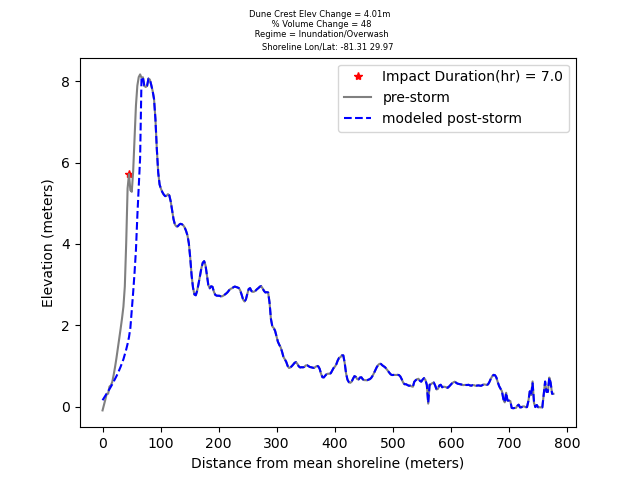 Dune Crest Elev Change = 4.01m
% Volume Change = 48
Regime = Inundation/Overwash
Shoreline Lon/Lat: -81.31 29.97
Impact Duration(hr) = 7.0
pre-storm
modeled post-storm
8
6
4
2
0
Elevation (meters)
0 100 200 300 400 500 600 700 800
Distance from mean shoreline (meters)